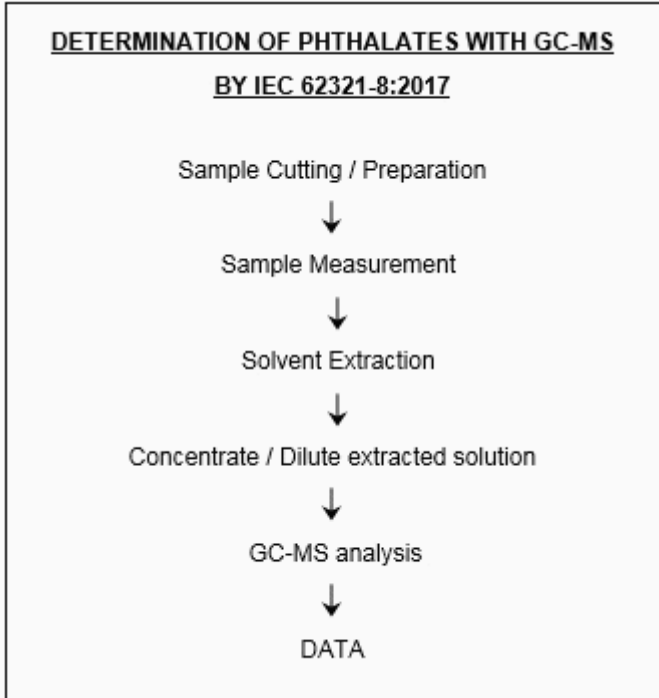 DETERMINATION OF PHTHALATES WITH GC-MS
BY IEC 62321-8:2017
Sample Cutting / Preparation
Sample Measurement
Solvent Extraction
Concentrate / Dilute extracted solution
GC-MS analysis
DATA